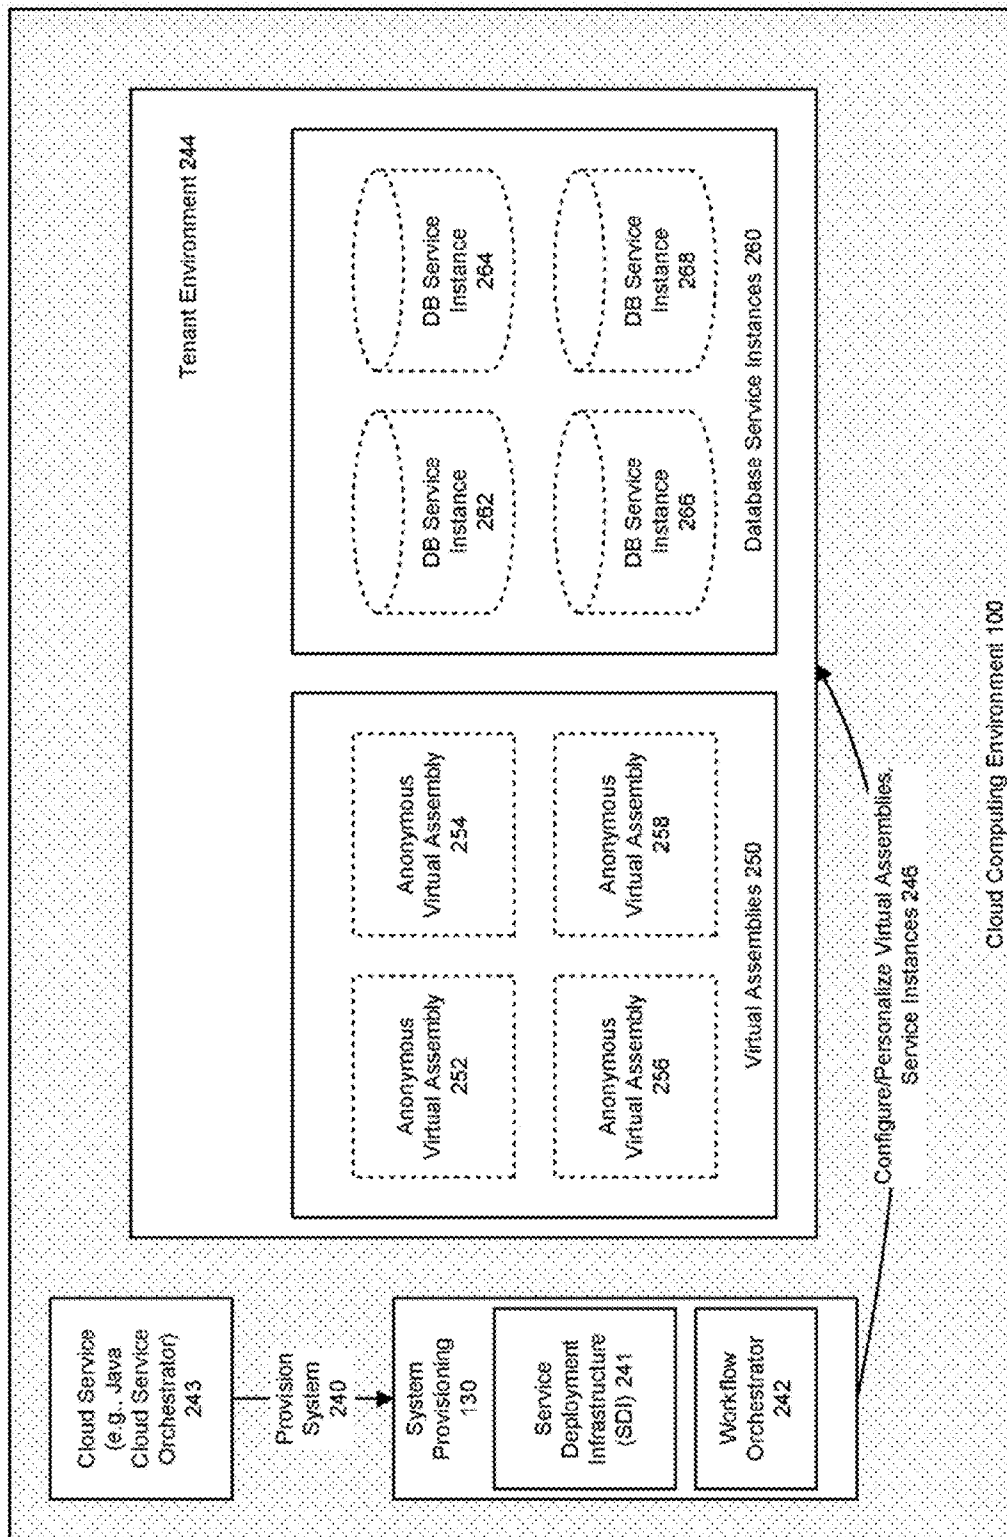 Cloud Service
(e.g., Java
Cloud Service
Orchestrator)
243
Provision
System
240
System
Provisioning
130
Service
Deployment
Infrastructure
(SDI) 241
Workflow
Orchestrator
242
Tenant Environment 244
Anonymous
Virtual Assembly
252
Anonymous
Virtual Assembly
254
Anonymous
Virtual Assembly
256
Anonymous
Virtual Assembly
258
Virtual Assemblies 250
DB Service
Instance
262
DB Service
Instance
264
DB Service
Instance
266
DB Service
Instance
268
Database Service Instances 260
Configure/Personalize Virtual Assemblies,
Service Instances 246
Cloud Computing Environment 100